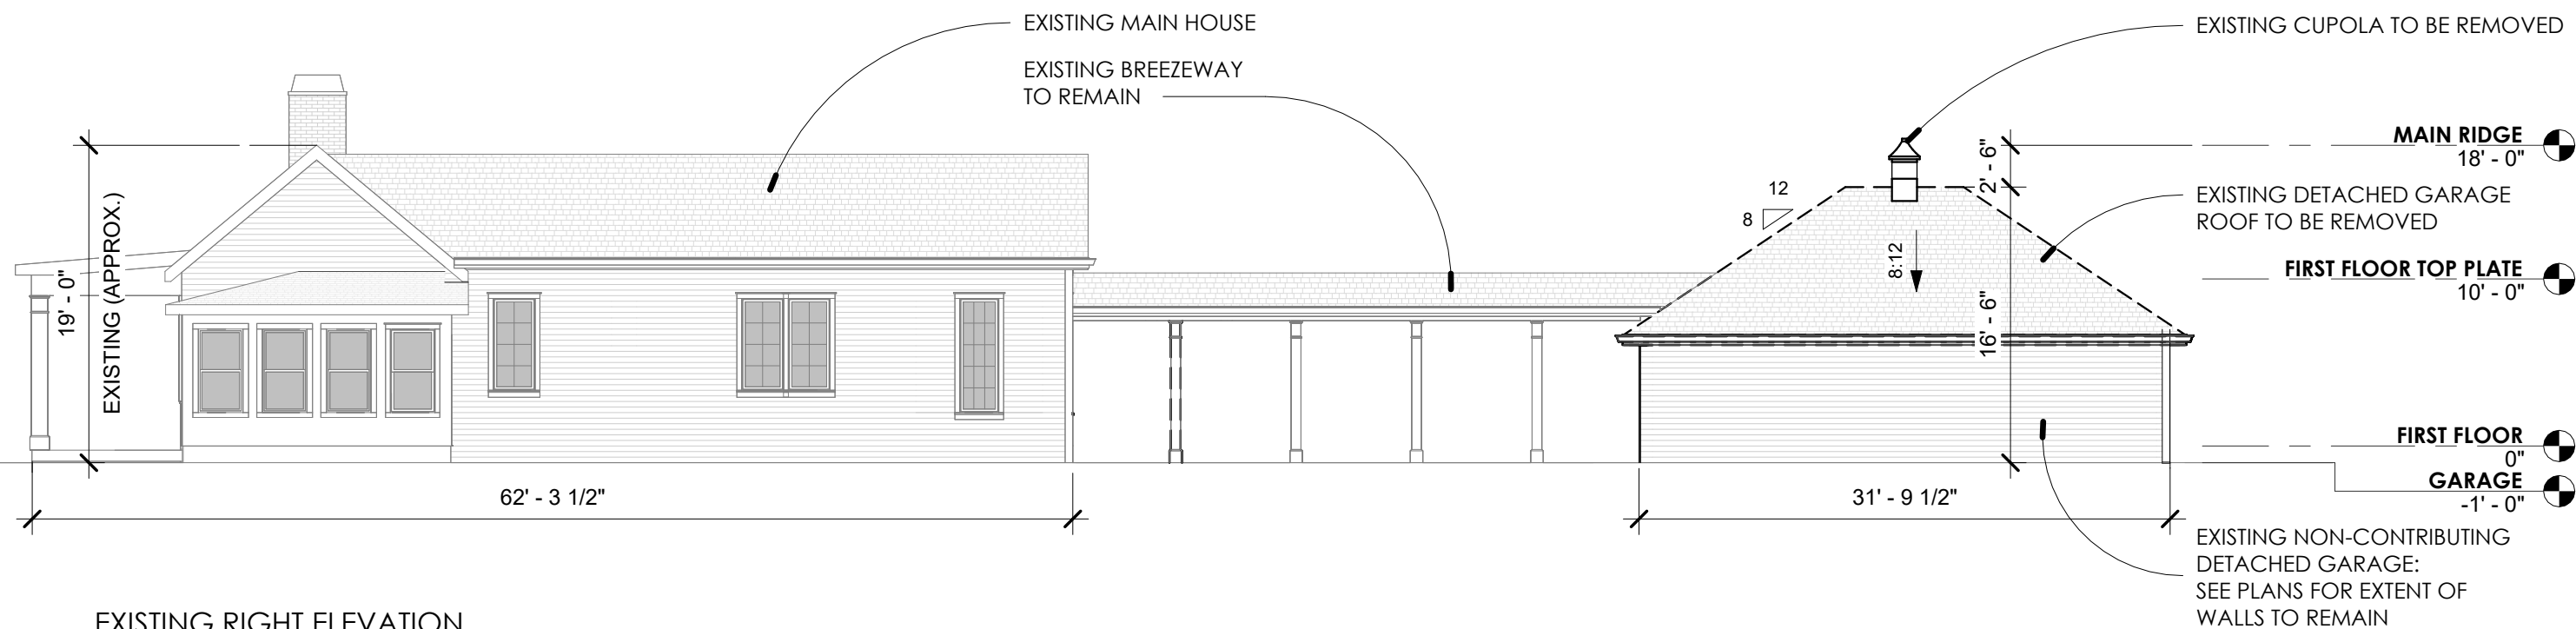 EXISTING MAIN HOUSE
EXISTING BREEZEWAY
TO REMAIN
EXISTING CUPOLA TO BE REMOVED
MAIN RIDGE
18' - 0"
2' - 6"
EXISTING DETACHED GARAGE
ROOF TO BE REMOVED
12
8
8:12
FIRST FLOOR TOP PLATE
10' - 0"
19' - 0"
EXISTING (APPROX.)
16' - 6"
FIRST FLOOR
0"
GARAGE
-1' - 0"
62' - 3 1/2"
31' - 9 1/2"
EXISTING NON-CONTRIBUTING
DETACHED GARAGE:
SEE PLANS FOR EXTENT OF
WALLS TO REMAIN
EXISTING RIGHT ELEVATION